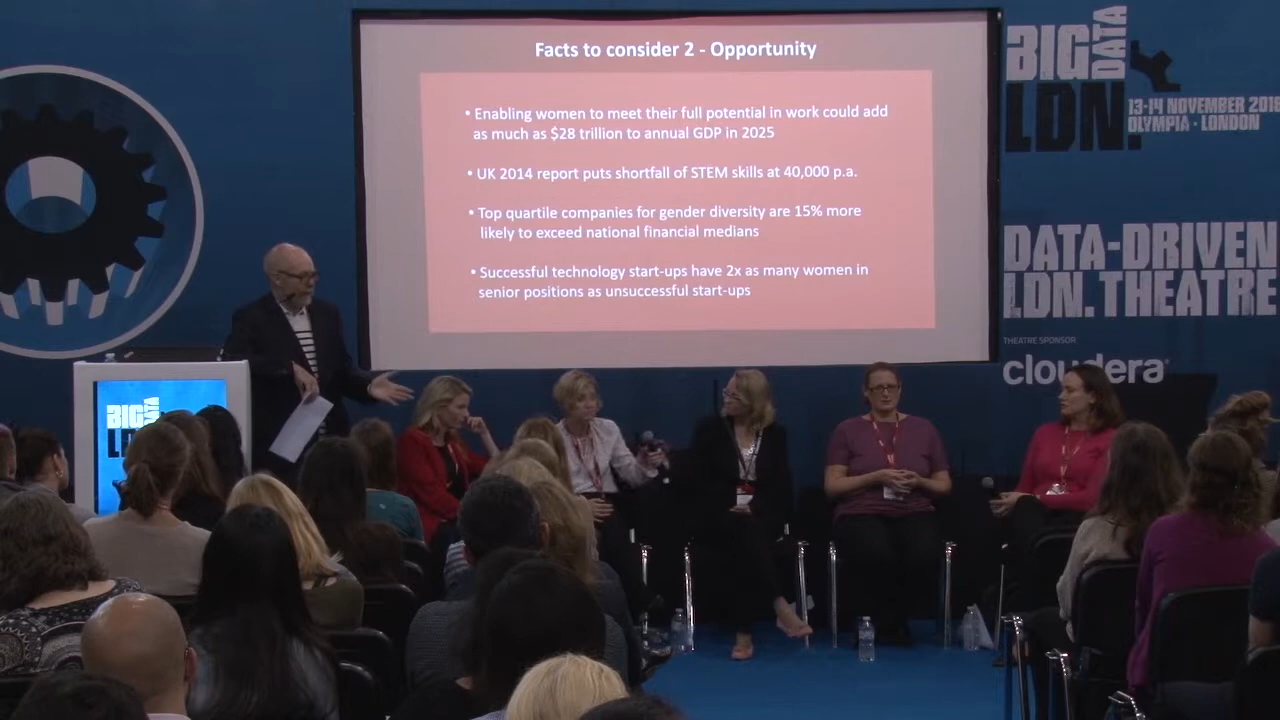 Facts to consider 2 - Opportunity
• Enabling women to meet their full potential in work could add
as much as $28 trillion to annual GDP in 2025
• UK 2014 report puts shortfall of STEM skills at 40,000 p.a.
• Top quartile companies for gender diversity are 15% more
likely to exceed national financial medians
• Successful technology start-ups have 2x as many women in
senior positions as unsuccessful start-ups
BIG DATA
LDN.
13-14 NOVEMBER
OLYMPIA · LONDON
DATA-DRIVEN
LDN. THEATRE
THEATRE SPONSOR
cloudera
BIG DATA